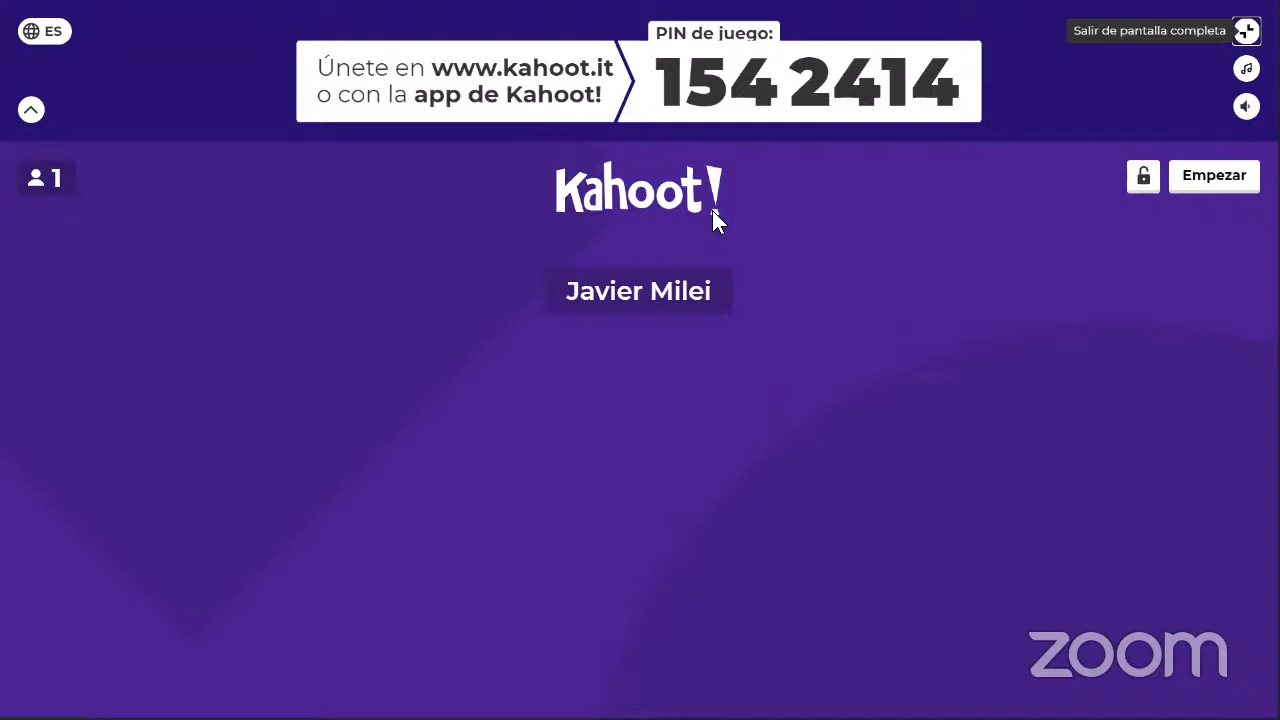 ES
PIN de juego:
Salir de pantalla completa
Únete en www.kahoot.it
o con la app de Kahoot!
154 2414
1
Kahoot!
Empezar
Javier Milei
zoom